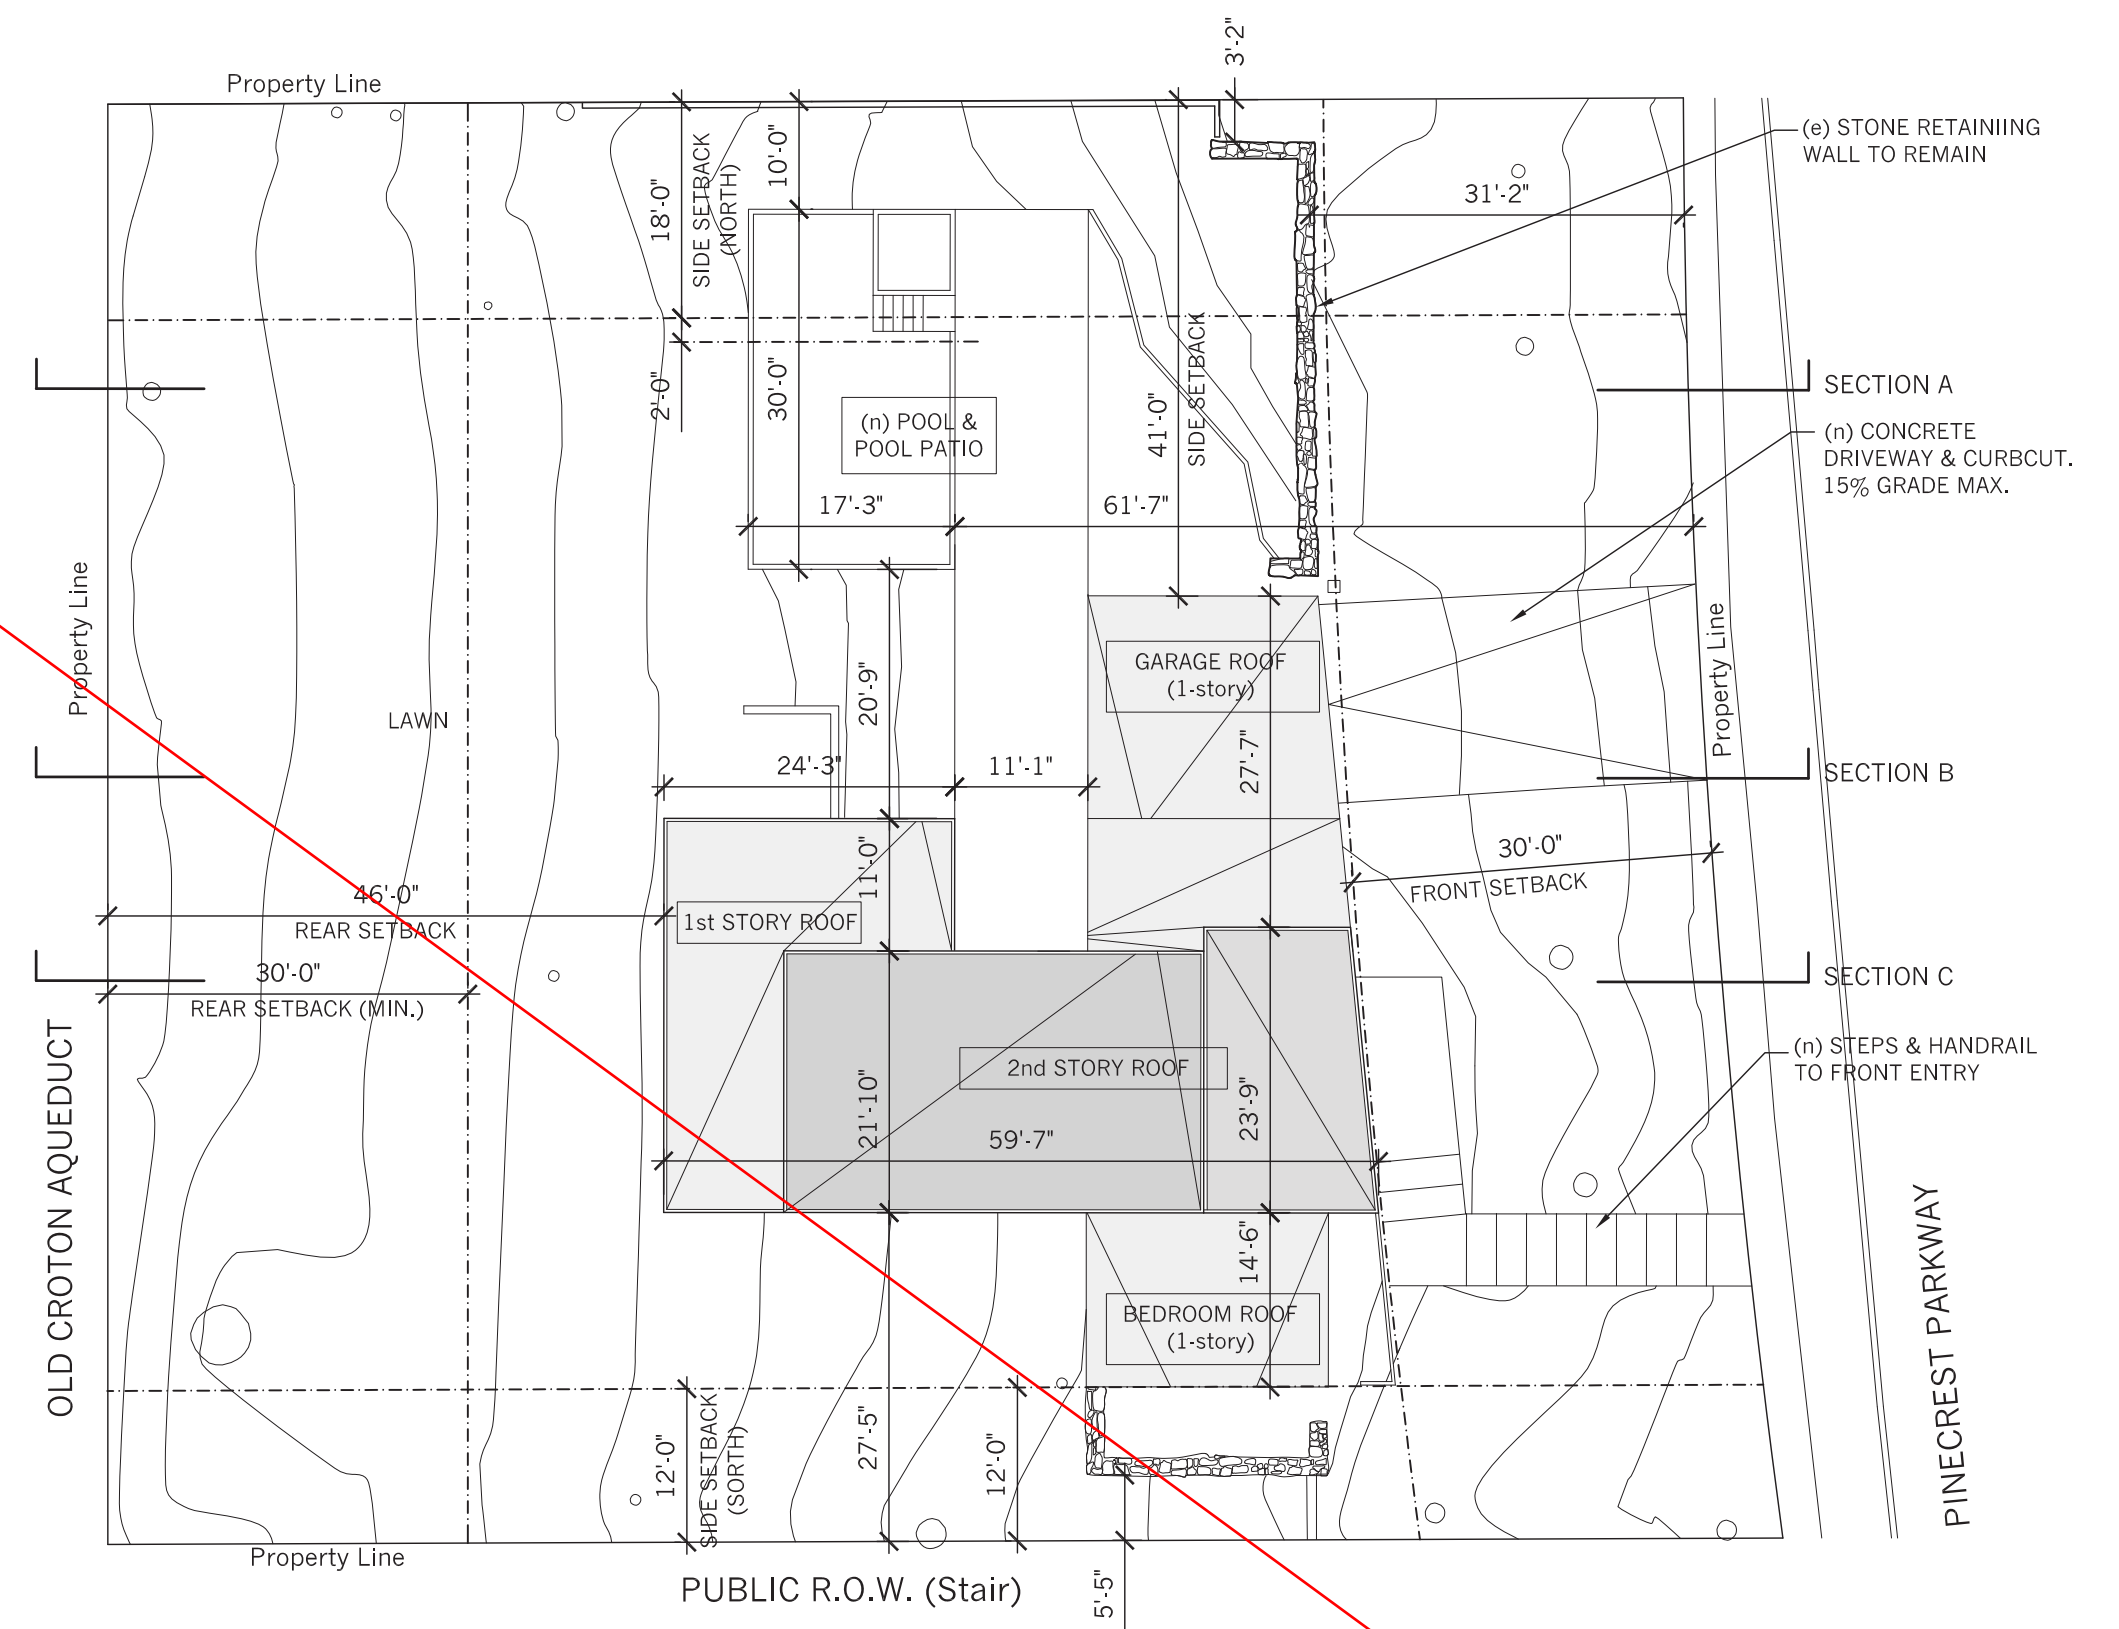 3'-2"
Property Line
(e) STONE RETAINIING
WALL TO REMAIN
10'-0"
18'-0"
SIDE SETBACK
(NORTH)
31'-2"
2'-0"
30'-0"
(n) POOL &
POOL PATIO
41'-0"
SIDE SETBACK
SECTION A
(n) CONCRETE
DRIVEWAY & CURBCUT.
15% GRADE MAX.
17'-3"
61'-7"
Property Line
GARAGE ROOF
(1-story)
Property Line
LAWN
20'-9"
24'-3"
11'-1"
27'-7"
SECTION B
46'-0"
REAR SETBACK
11'-0"
1st STORY ROOF
30'-0"
FRONT SETBACK
30'-0"
REAR SETBACK (MIN.)
SECTION C
2nd STORY ROOF
(n) STEPS & HANDRAIL
TO FRONT ENTRY
21'-10"
59'-7"
23'-9"
OLD CROTON AQUEDUCT
14'-6"
BEDROOM ROOF
(1-story)
PINECREST PARKWAY
12'-0"
SIDE SETBACK
(SORTH)
27'-5"
12'-0"
Property Line
PUBLIC R.O.W. (Stair)
5'-5"